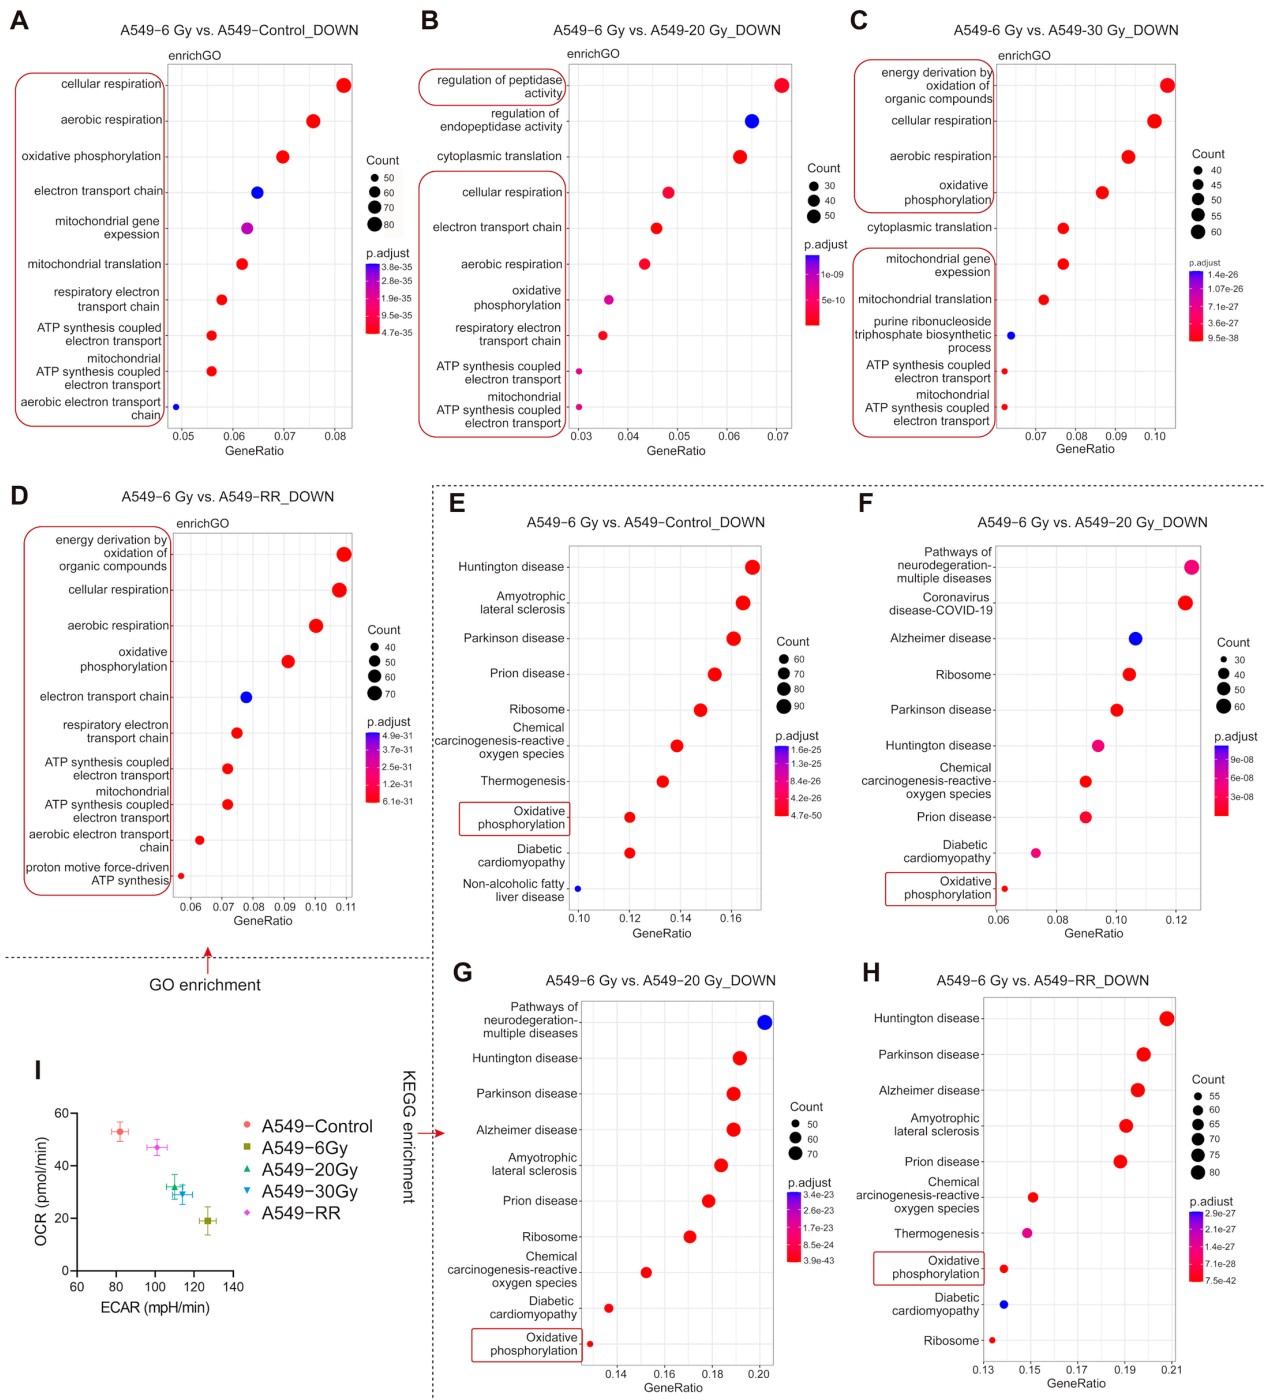 A
A549-6 Gy vs. A549-Control_DOWN
enrichGO
cellular respiration
aerobic respiration
oxidative phosphorylation
electron transport chain
mitochondrial gene
expession
mitochondrial translation
respiratory electron
transport chain
ATP synthesis coupled
electron transport
mitochondrial
ATP synthesis coupled
electron transport
aerobic electron transport
chain
0.05 0.06 0.07 0.08
GeneRatio
Count
50
60
70
80
p.adjust
3.8e-35
2.8e-35
1.9e-35
9.5e-35
4.7e-35
B
A549-6 Gy vs. A549-20 Gy_DOWN
enrichGO
regulation of peptidase
activity
regulation of
endopeptidase activity
cytoplasmic translation
cellular respiration
electron transport chain
aerobic respiration
oxidative
phosphorylation
respiratory electron
transport chain
ATP synthesis coupled
electron transport
mitochondrial
ATP synthesis coupled
electron transport
0.03 0.04 0.05 0.06 0.07
GeneRatio
Count
30
40
50
p.adjust
1e-09
5e-10
C
A549-6 Gy vs. A549-30 Gy_DOWN
enrichGO
energy derivation by
oxidation of
organic compounds
cellular respiration
aerobic respiration
oxidative
phosphorylation
cytoplasmic translation
mitochondrial gene
expession
mitochondrial translation
purine ribonucleoside
triphosphate biosynthetic
process
ATP synthesis coupled
electron transport
mitochondrial
ATP synthesis coupled
electron transport
0.07 0.08 0.09 0.10
GeneRatio
Count
40
45
50
55
60
p.adjust
1.4e-26
1.07e-26
7.1e-27
3.6e-27
9.5e-38
D
A549-6 Gy vs. A549-RR_DOWN
enrichGO
energy derivation by
oxidation of
organic compounds
cellular respiration
aerobic respiration
oxidative
phosphorylation
electron transport chain
respiratory electron
transport chain
ATP synthesis coupled
electron transport
mitochondrial
ATP synthesis coupled
electron transport
aerobic electron transport
chain
proton motive force-driven
ATP synthesis
0.06 0.07 0.08 0.09 0.10 0.11
GeneRatio
Count
40
50
60
70
p.adjust
4.9e-31
3.7e-31
2.5e-31
1.2e-31
6.1e-31
GO enrichment
E
A549-6 Gy vs. A549-Control_DOWN
Huntington disease
Amyotrophic
lateral sclerosis
Parkinson disease
Prion disease
Ribosome
Chemical
carcinogenesis-reactive
oxygen species
Thermogenesis
Oxidative
phosphorylation
Diabetic
cardiomyopathy
Non-alcoholic fatty
liver disease
0.10 0.12 0.14 0.16
GeneRatio
Count
60
70
80
90
p.adjust
1.6e-25
1.3e-25
8.4e-26
4.2e-26
4.7e-50
F
A549-6 Gy vs. A549-20 Gy_DOWN
Pathways of
neurodegeration-
multiple diseases
Coronavirus
disease-COVID-19
Alzheimer disease
Ribosome
Parkinson disease
Huntington disease
Chemical
carcinogenesis-reactive
oxygen species
Prion disease
Diabetic
cardiomyopathy
Oxidative
phosphorylation
0.06 0.08 0.10 0.12
GeneRatio
Count
30
40
50
60
p.adjust
9e-08
6e-08
3e-08
G
A549-6 Gy vs. A549-20 Gy_DOWN
Pathways of
neurodegeration-
multiple diseases
Huntington disease
Parkinson disease
Alzheimer disease
Amyotrophic
lateral sclerosis
Prion disease
Ribosome
Chemical
carcinogenesis-reactive
oxygen species
Diabetic
cardiomyopathy
Oxidative
phosphorylation
0.14 0.16 0.18 0.20
GeneRatio
Count
50
60
70
p.adjust
3.4e-23
2.6e-23
1.7e-23
8.5e-24
3.9e-43
H
A549-6 Gy vs. A549-RR_DOWN
Huntington disease
Parkinson disease
Alzheimer disease
Amyotrophic
lateral sclerosis
Prion disease
Chemical
arcinogenesis-reactive
oxygen species
Thermogenesis
Oxidative
phosphorylation
Diabetic
cardiomyopathy
Ribosome
0.13 0.15 0.17 0.19 0.21
GeneRatio
Count
55
60
65
70
75
80
p.adjust
2.9e-27
2.1e-27
1.4e-27
7.1e-28
7.5e-42
KEGG enrichment
I
OCR (pmol/min)
60
40
20
0
60 80 100 120 140
ECAR (mpH/min)
A549-Control
A549-6Gy
A549-20Gy
A549-30Gy
A549-RR